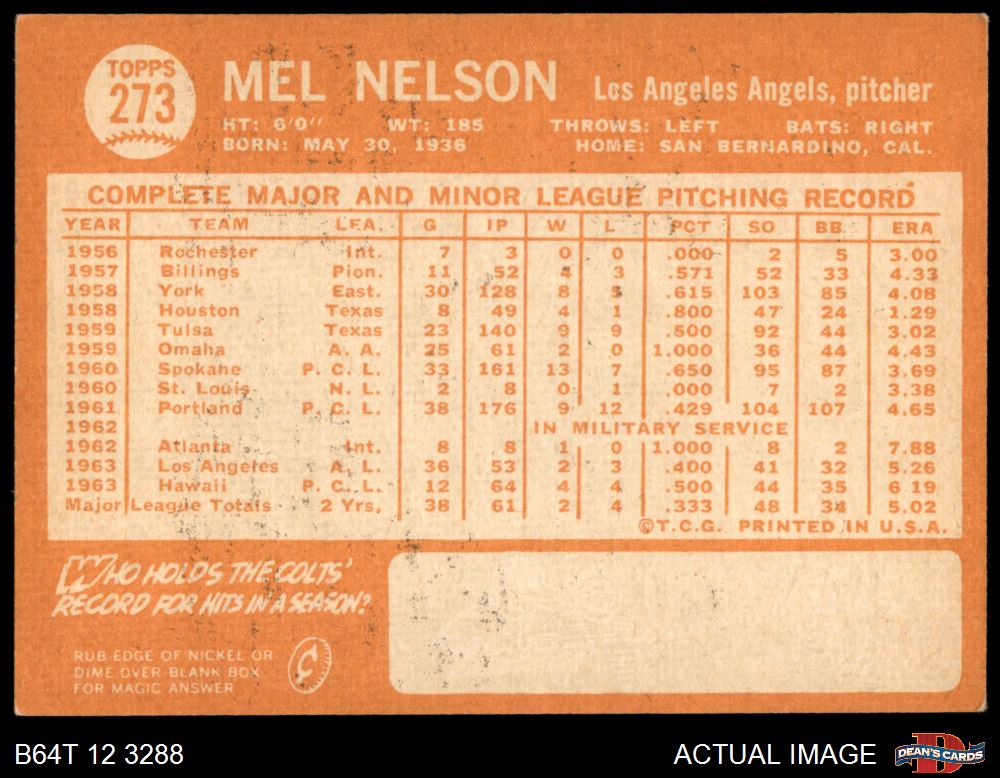 TOPPS
273
MEL NELSON Los Angeles Angels, pitcher
HT: 6'0'' WT: 185 THROWS: LEFT BATS: RIGHT
BORN: MAY 30, 1936 HOME: SAN BERNARDINO, CAL.
COMPLETE MAJOR AND MINOR LEAGUE PITCHING RECORD
YEAR TEAM LEA. G IP W L PCT SO BB. ERA
1956 Rochester Int. 7 3 0 0 .000 2 5 3.00
1957 Billings Pion. 11 52 4 3 .571 52 33 4.33
1958 York East. 30 128 8 5 .615 103 85 4.08
1958 Houston Texas 8 49 4 1 .800 47 24 1.29
1959 Tulsa Texas 23 140 9 9 .500 92 44 3.02
1959 Omaha A. A. 25 61 2 0 1.000 36 44 4.43
1960 Spokane P. C. L. 33 161 13 7 .650 95 87 3.69
1960 St. Louis N. L. 2 8 0 1 .000 7 2 3.38
1961 Portland P. C. L. 38 176 9 12 .429 104 107 4.65
1962 IN MILITARY SERVICE
1962 Atlanta Int. 8 8 1 0 1.000 8 2 7.88
1963 Los Angeles A. L. 36 53 2 3 .400 41 32 5.26
1963 Hawaii P. C. L. 12 64 4 4 .500 44 35 6 19
Major League Totals 2 Yrs. 38 61 2 4 .333 48 34 5.02
©T.C.G. PRINTED IN U.S.A.
WHO HOLDS THE COLTS'
RECORD FOR HITS IN A SEASON?
RUB EDGE OF NICKEL OR
DIME OVER BLANK BOX
FOR MAGIC ANSWER
B64T 12 3288 ACTUAL IMAGE DEAN'S CARDS